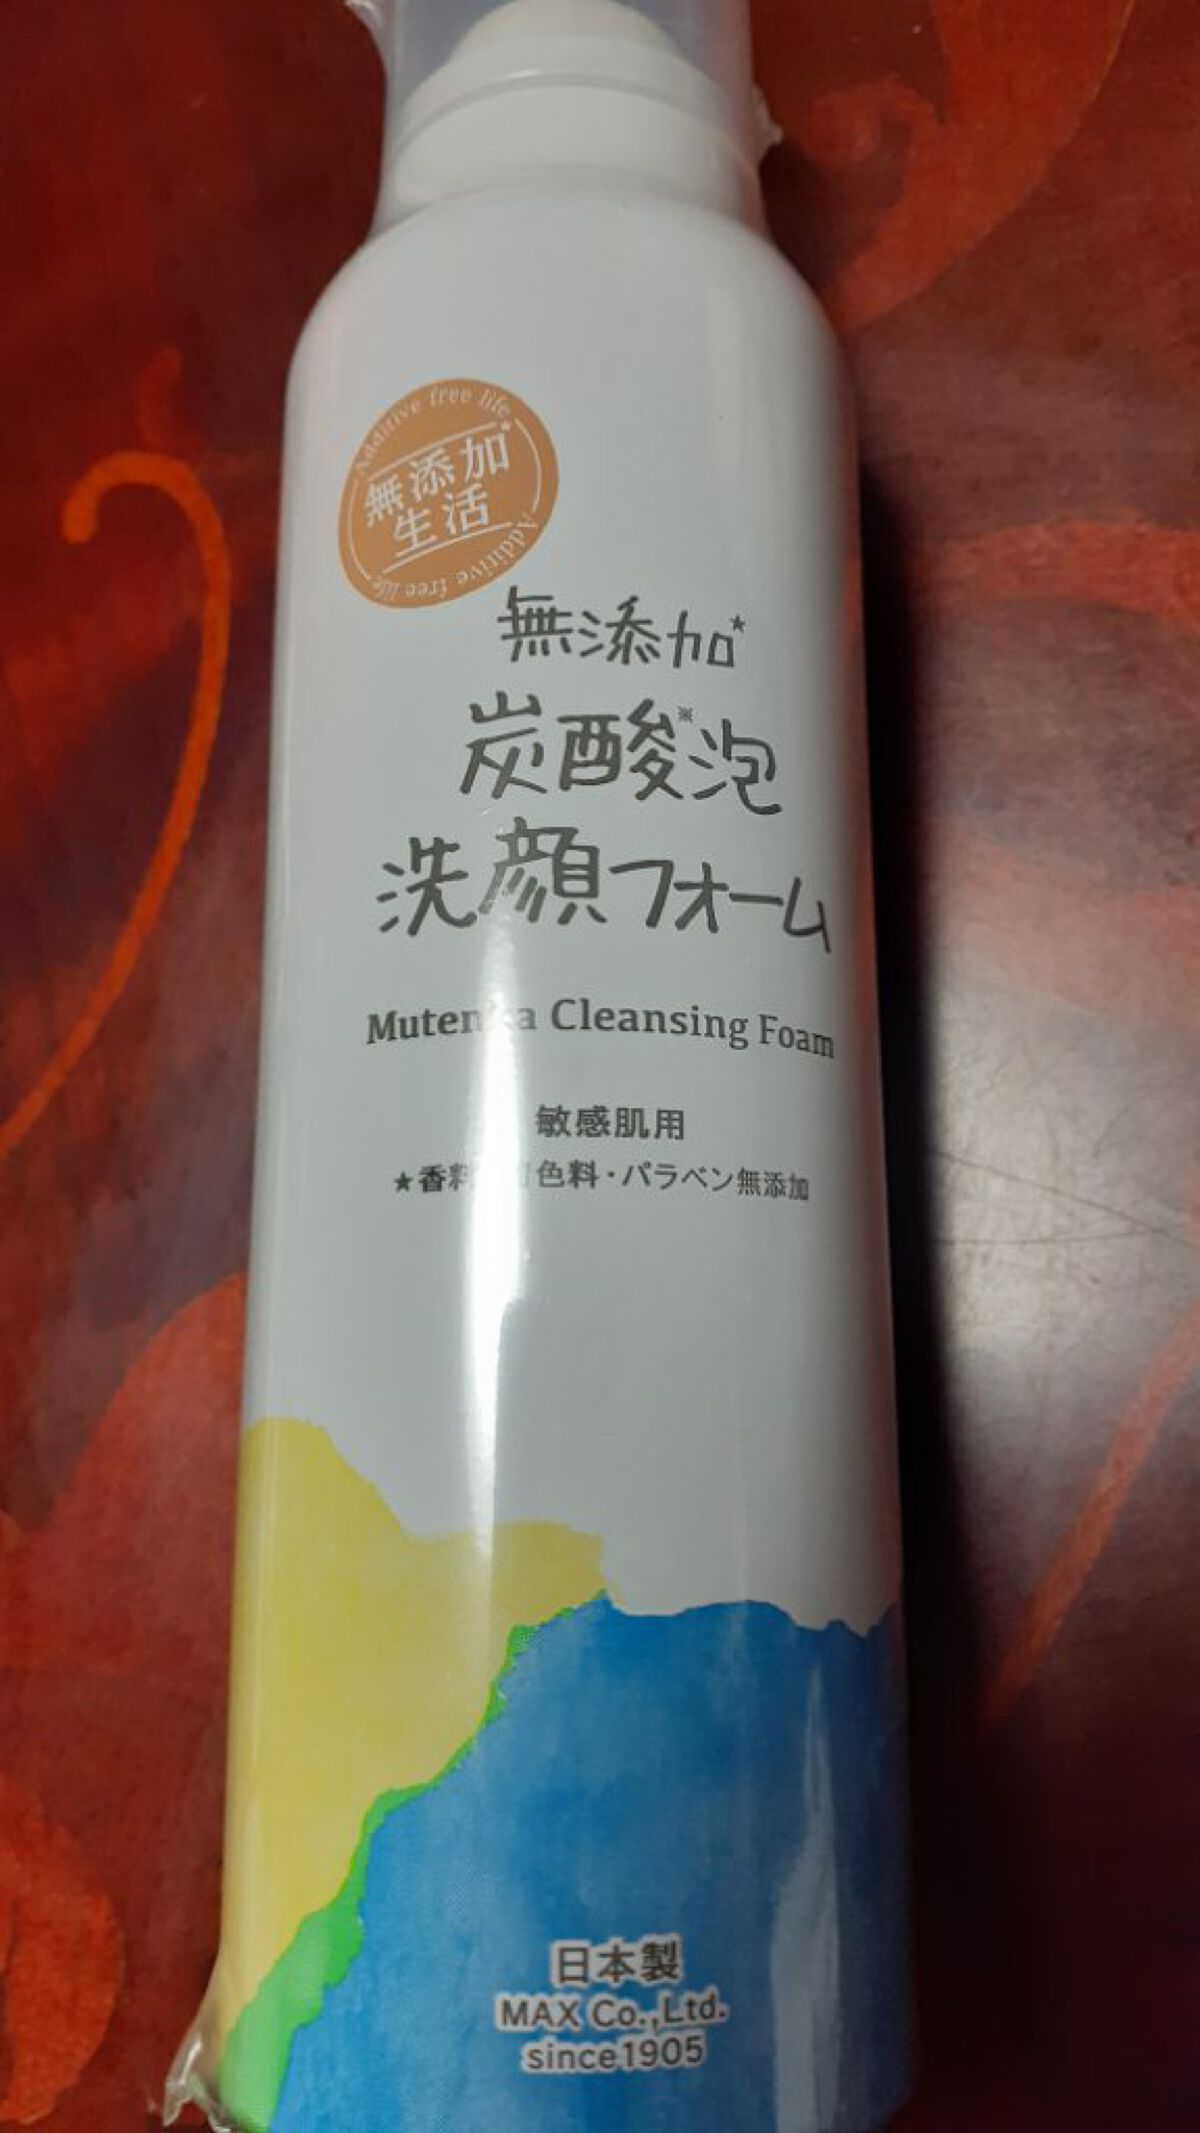 Additive free life
無添加★
生活
Additive free life
無添加★
炭酸※泡
洗顔フォーム
Mutenka Cleansing Foam
敏感肌用
★香料・着色料・パラベン無添加
日本製
MAX Co.,Ltd.
since1905